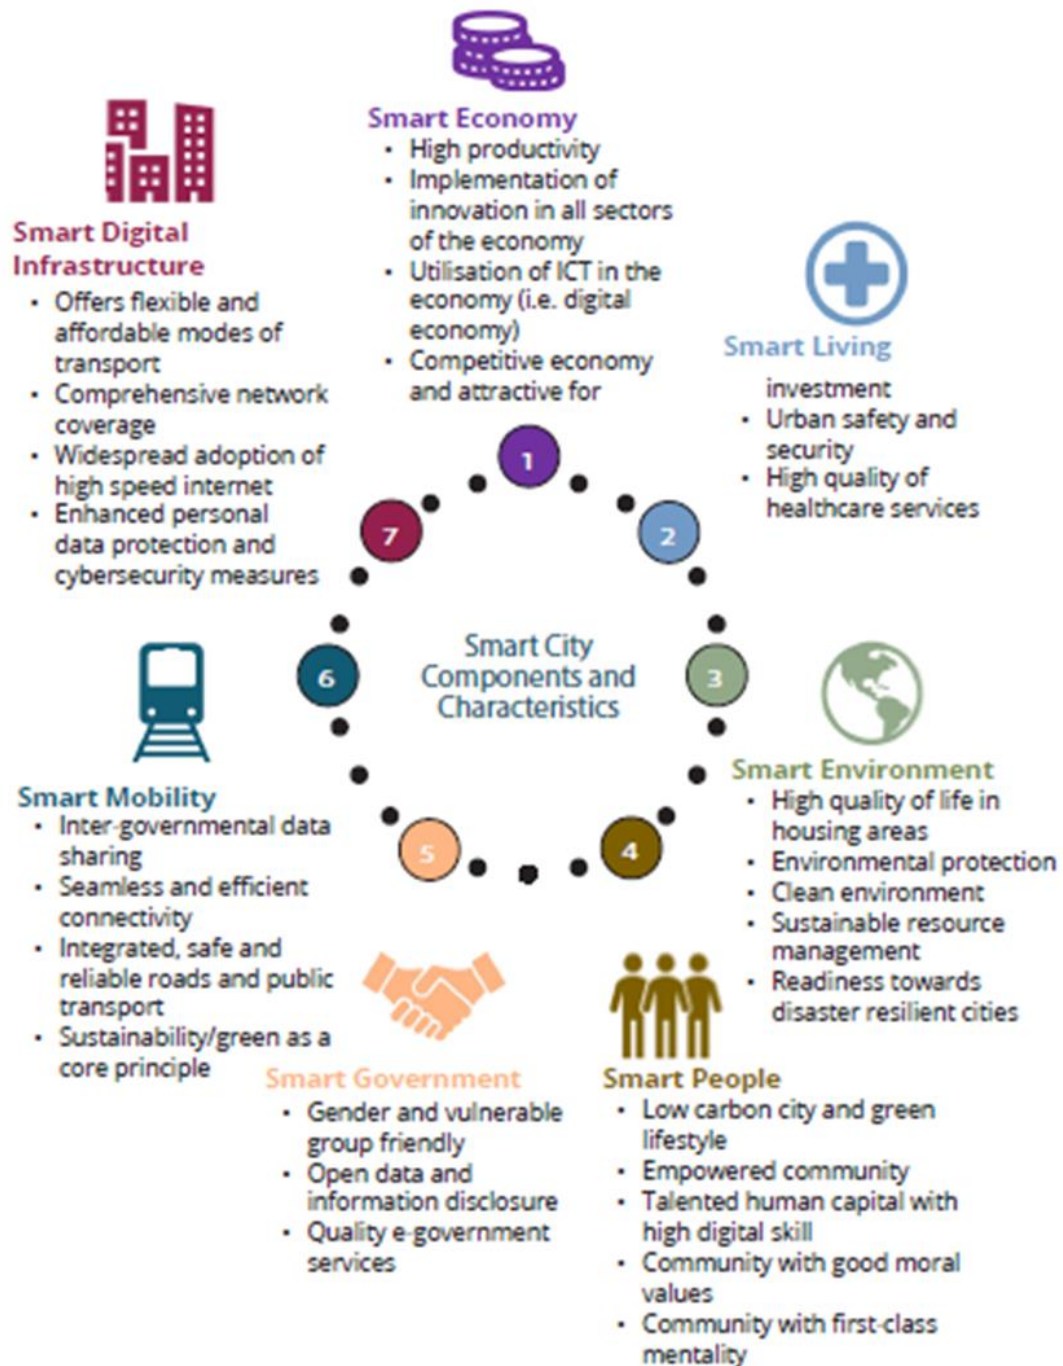 Smart Economy
• High productivity
• Implementation of
innovation in all sectors
of the economy
• Utilisation of ICT in the
economy (i.e. digital
economy)
• Competitive economy
and attractive for
1
Smart Living
investment
• Urban safety and
security
• High quality of
healthcare services
2
Smart City
Components and
Characteristics
3
Smart Environment
• High quality of life in
housing areas
• Environmental protection
• Clean environment
• Sustainable resource
management
• Readiness towards
disaster resilient cities
4
Smart People
• Low carbon city and green
lifestyle
• Empowered community
• Talented human capital with
high digital skill
• Community with good moral
values
• Community with first-class
mentality
5
Smart Government
• Gender and vulnerable
group friendly
• Open data and
information disclosure
• Quality e-government
services
6
Smart Mobility
• Inter-governmental data
sharing
• Seamless and efficient
connectivity
• Integrated, safe and
reliable roads and public
transport
• Sustainability/green as a
core principle
7
Smart Digital
Infrastructure
• Offers flexible and
affordable modes of
transport
• Comprehensive network
coverage
• Widespread adoption of
high speed internet
• Enhanced personal
data protection and
cybersecurity measures